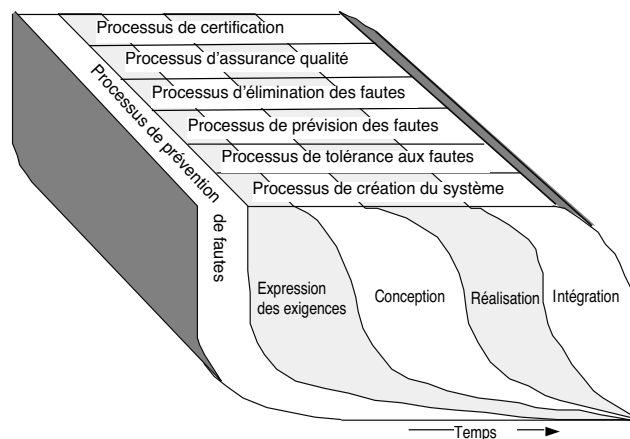 Processus de certification
Processus d'assurance qualité
Processus d'élimination des fautes
Processus de prévision des fautes
Processus de tolérance aux fautes
Processus de création du système
Processus de prévention
de fautes
Expression
des exigences
Conception
Réalisation
Intégration
Temps